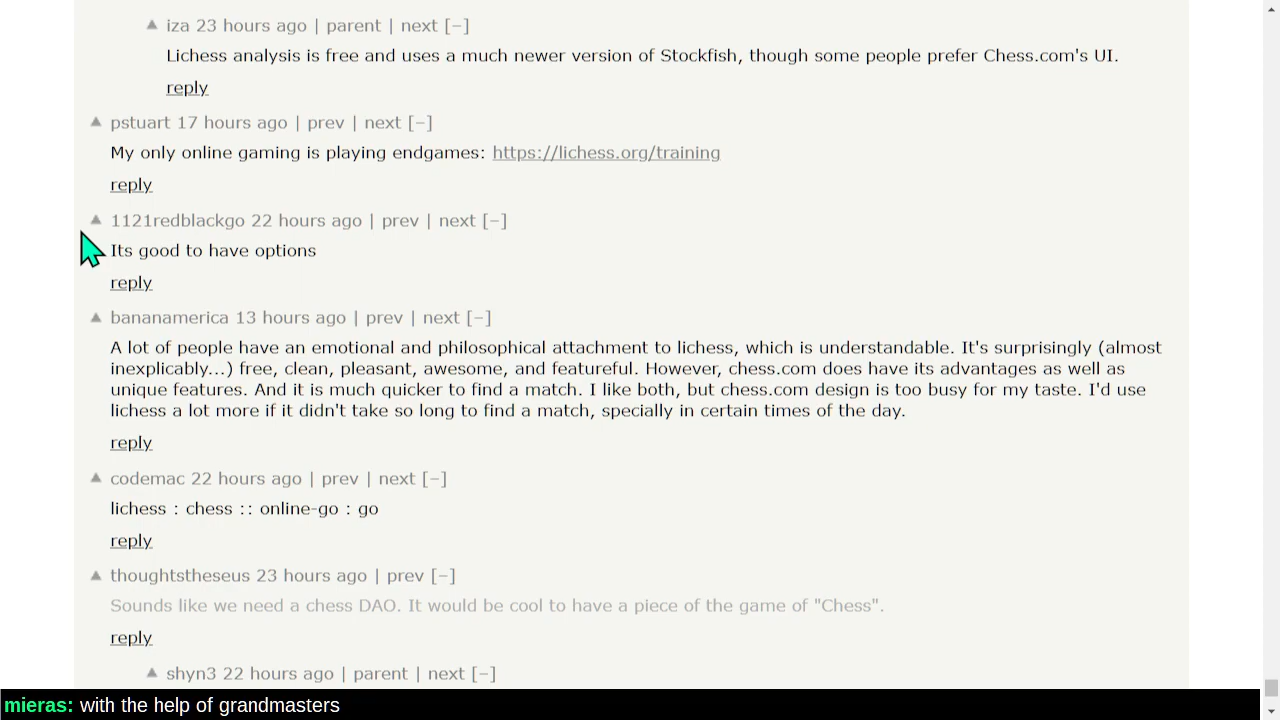 ▲ iza 23 hours ago | parent | next [–]
Lichess analysis is free and uses a much newer version of Stockfish, though some people prefer Chess.com's UI.
reply
▲ pstuart 17 hours ago | prev | next [–]
My only online gaming is playing endgames: https://lichess.org/training
reply
▲ 1121redblackgo 22 hours ago | prev | next [–]
Its good to have options
reply
▲ bananamerica 13 hours ago | prev | next [–]
A lot of people have an emotional and philosophical attachment to lichess, which is understandable. It's surprisingly (almost
inexplicably...) free, clean, pleasant, awesome, and featureful. However, chess.com does have its advantages as well as
unique features. And it is much quicker to find a match. I like both, but chess.com design is too busy for my taste. I'd use
lichess a lot more if it didn't take so long to find a match, specially in certain times of the day.
reply
▲ codemac 22 hours ago | prev | next [–]
lichess : chess :: online-go : go
reply
▲ thoughtstheseus 23 hours ago | prev [–]
Sounds like we need a chess DAO. It would be cool to have a piece of the game of "Chess".
reply
▲ shyn3 22 hours ago | parent | next [–]
mieras: with the help of grandmasters